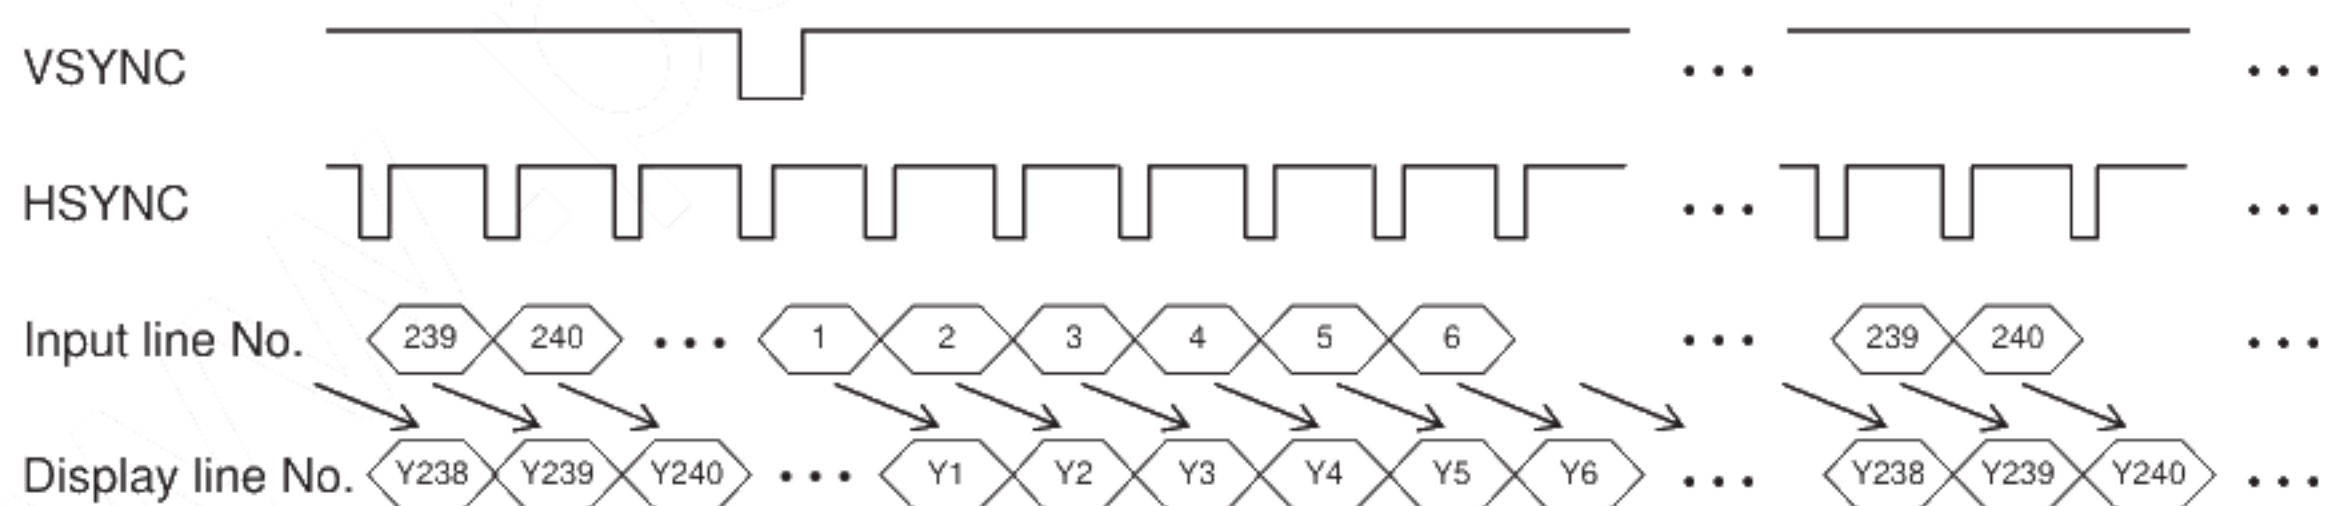 VSYNC ... ...
HSYNC ... ...
Input line No. 239 240 ... 1 2 3 4 5 6 ... 239 240 ...
Display line No. Y238 Y239 Y240 ... Y1 Y2 Y3 Y4 Y5 Y6 ... Y238 Y239 Y240 ...